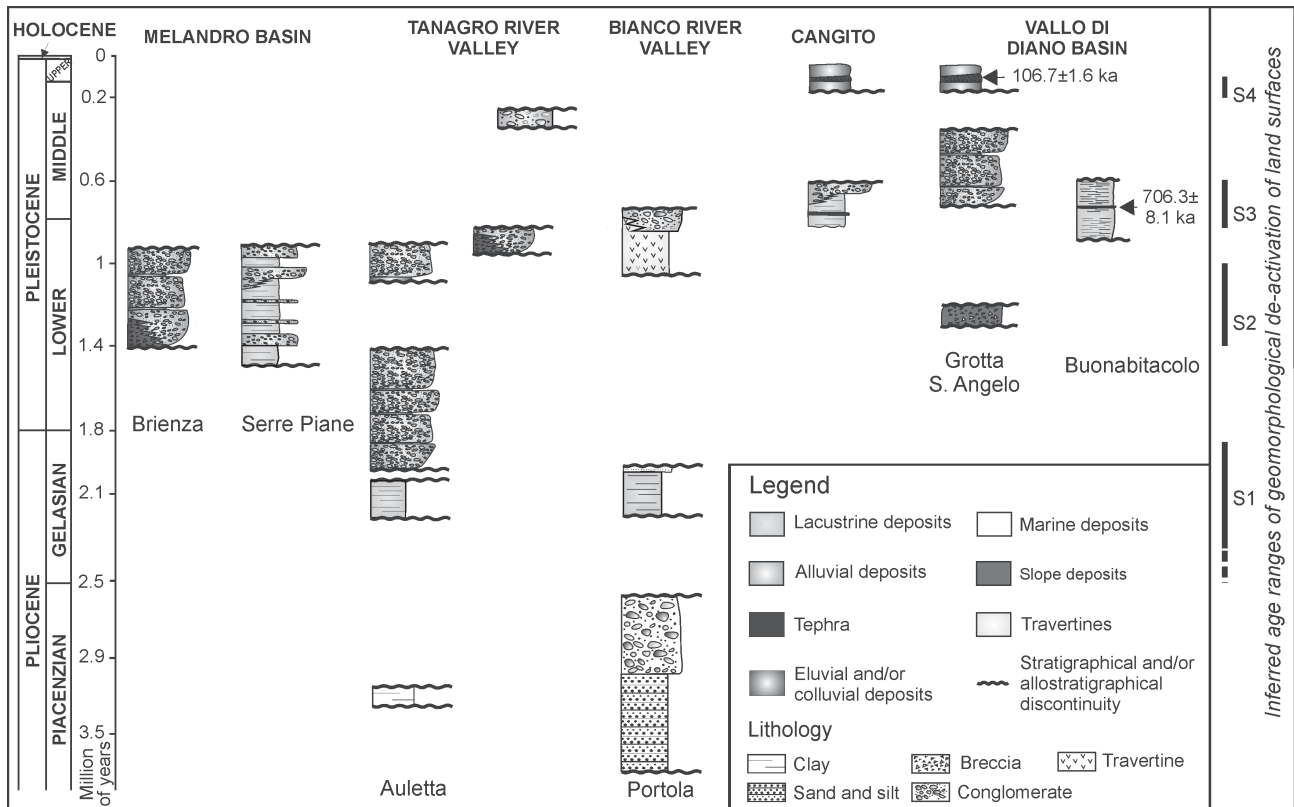 HOLOCENE
MELANDRO BASIN
TANAGRO RIVER
VALLEY
BIANCO RIVER
VALLEY
CANGITO
VALLO DI
DIANO BASIN
0
0.2
0.6
1
1.4
1.8
2.1
2.5
2.9
3.5
Million
of years
PLEISTOCENE
PLIOCENE
UPPER
MIDDLE
LOWER
GELASIAN
PIACENZIAN
106.7±1.6 ka
706.3±
8.1 ka
Brienza
Serre Piane
Grotta
S. Angelo
Buonabitacolo
Auletta
Portola
S4
S3
S2
S1
Inferred age ranges of geomorphological de-activation of land surfaces
Legend
Lacustrine deposits
Marine deposits
Alluvial deposits
Slope deposits
Tephra
Travertines
Eluvial and/or
colluvial deposits
Stratigraphical and/or
allostratigraphical
discontinuity
Lithology
Clay
Breccia
Travertine
Sand and silt
Conglomerate